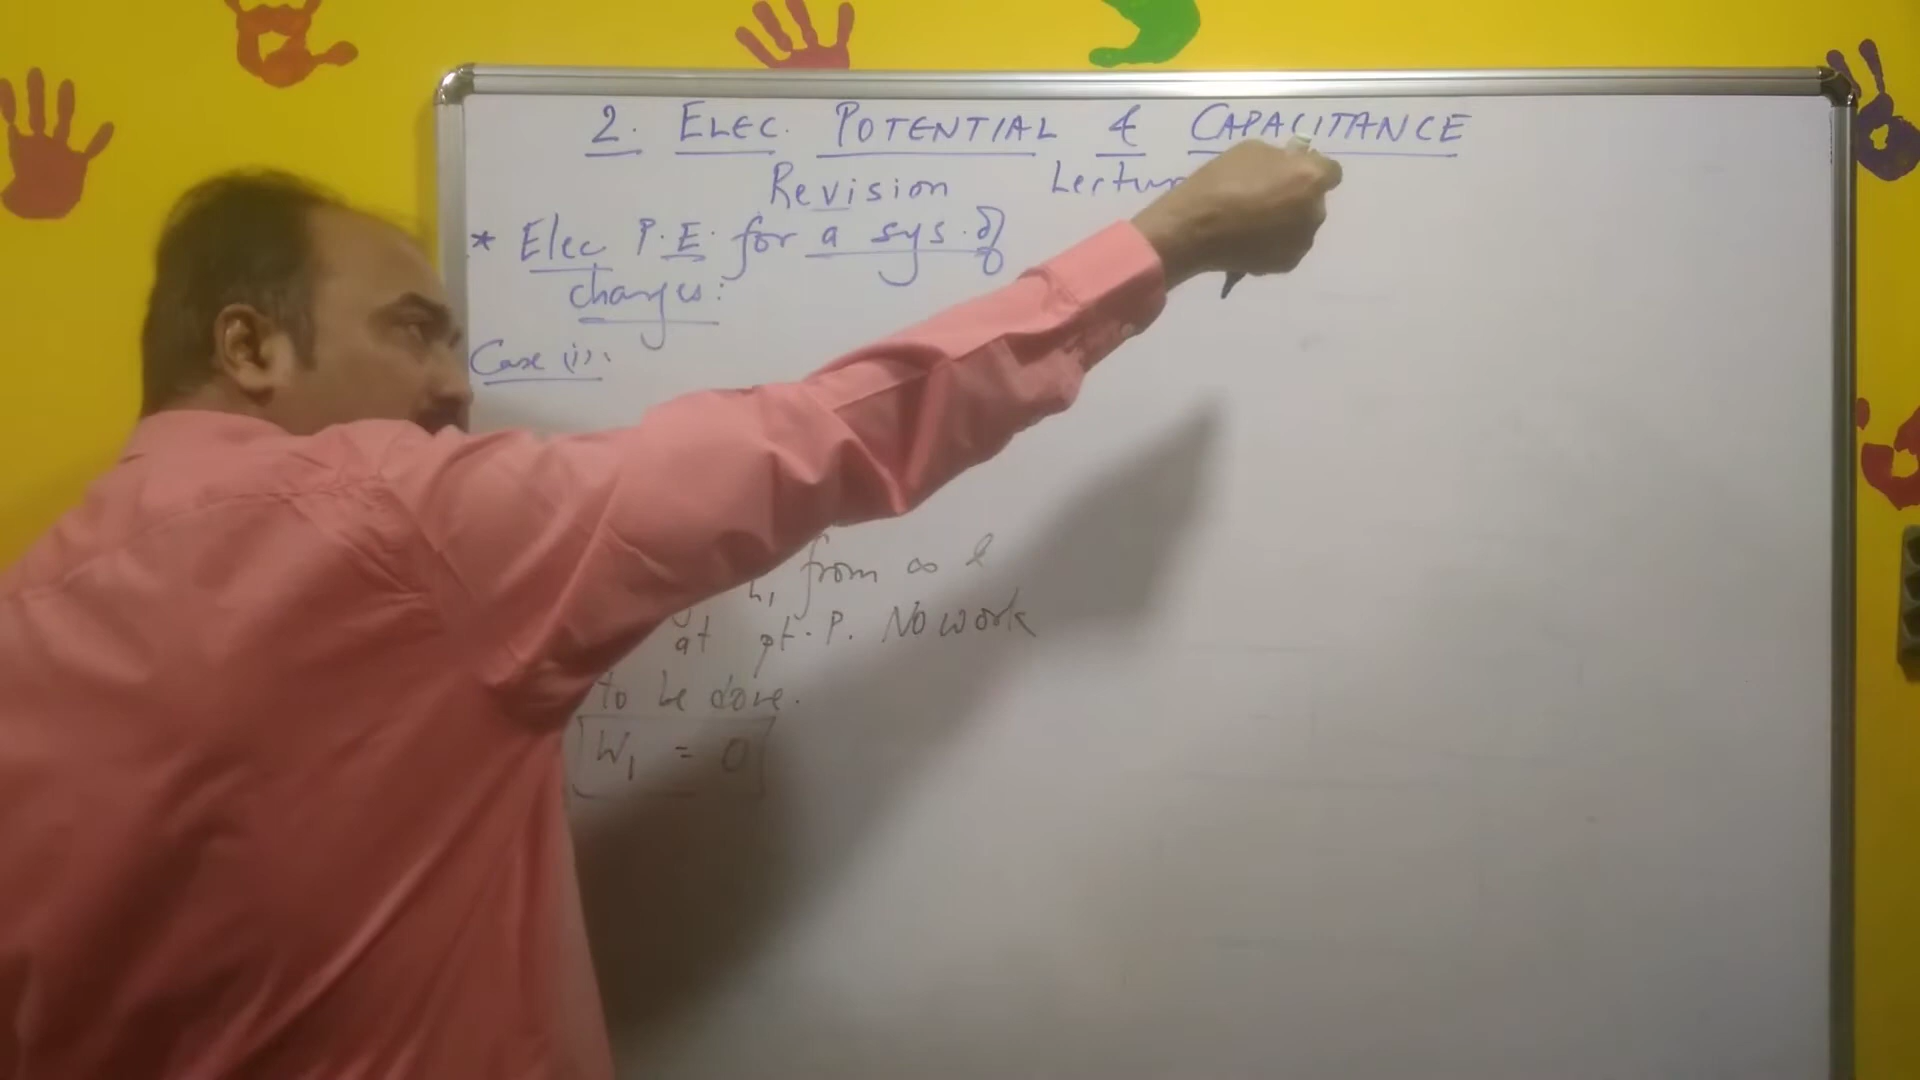 2. ELEC. POTENTIAL & CAPACITANCE
Revision
* Elec P.E. for a sys. of
charges:
Case (i):
from ∞ &
at pt. P. No work
to be done.
W₁ = 0